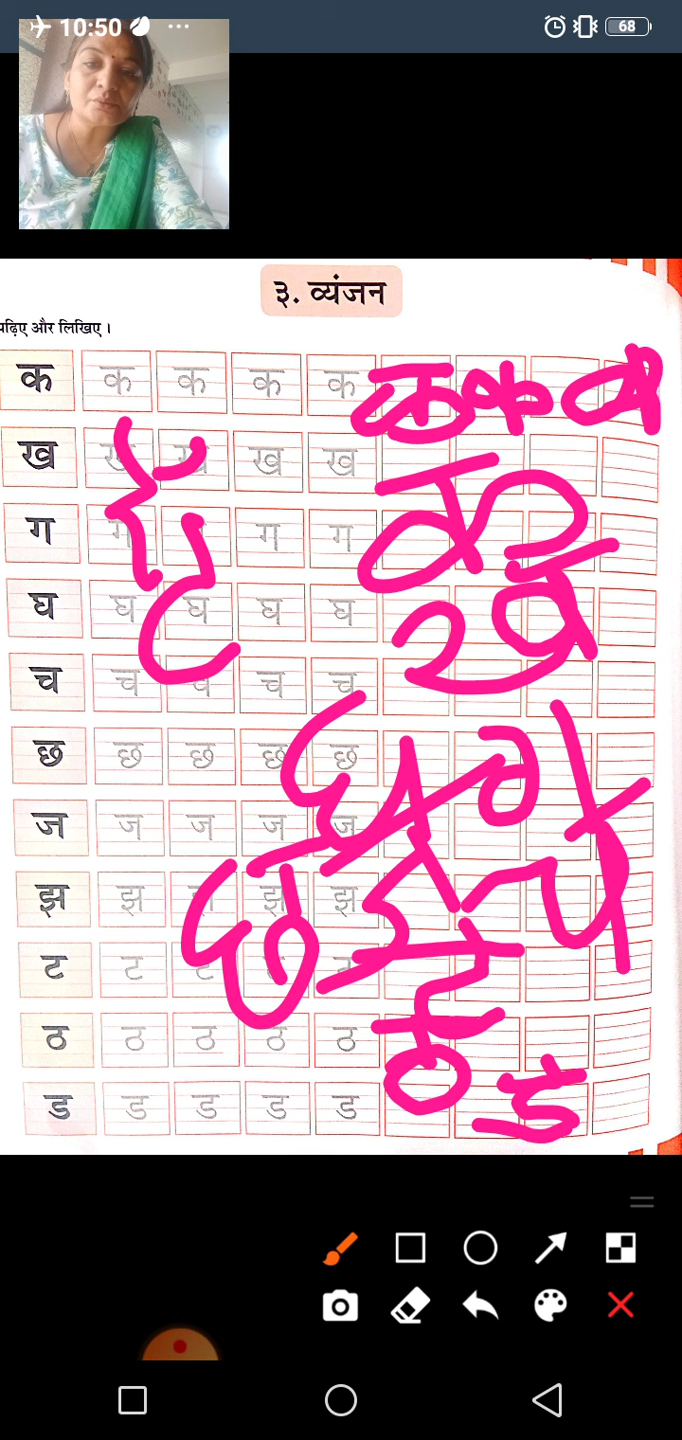 10:50
68
३. व्यंजन
पढ़िए और लिखिए ।
क क क क क क क
ख ख ख ख ख
ग ग ग ग
घ घ घ घ घ
च च च च च
छ छ छ छ छ
ज ज ज ज ज
झ झ झ झ
ट ट ट
ठ ठ ठ ठ ठ
ड ड ड ड ड
क
ख
ग
घ
च
छ
ट
ठ
ड